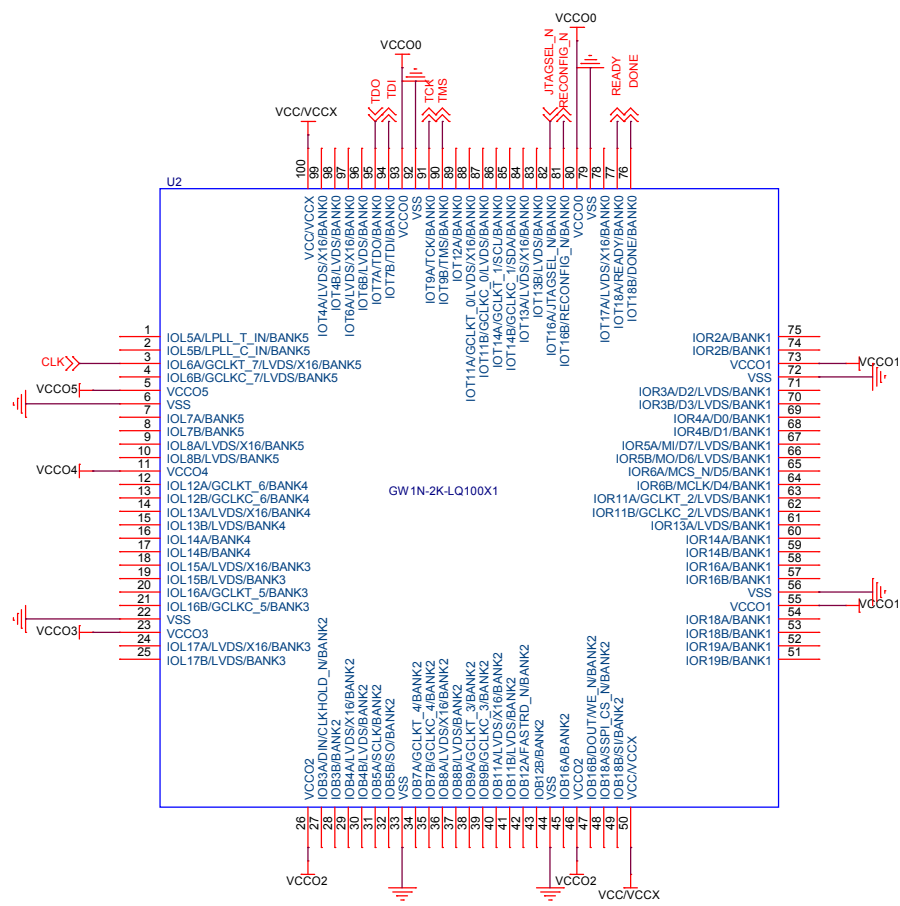 VCCO0
VCCO0
VCC/VCCX
TDO
TDI
TCK
TMS
JTAGSEL_N
RECONFIG_N
READY
DONE
100
99
98
97
96
95
94
93
92
91
90
89
88
87
86
85
84
83
82
81
80
79
78
77
76
U2
VCC/VCCX
IOT4A/LVDS/X16/BANK0
IOT4B/LVDS/BANK0
IOT6A/LVDS/X16/BANK0
IOT6B/LVDS/BANK0
IOT7A/TDO/BANK0
IOT7B/TDI/BANK0
VCCO0
VSS
IOT9A/TCK/BANK0
IOT9B/TMS/BANK0
IOT12A/BANK0
IOT11A/GCLKT_0/LVDS/X16/BANK0
IOT11B/GCLKC_0/LVDS/BANK0
IOT14A/GCLKT_1/SCL/BANK0
IOT14B/GCLKC_1/SDA/BANK0
IOT13A/LVDS/X16/BANK0
IOT13B/LVDS/BANK0
IOT16A/JTAGSEL_N/BANK0
IOT16B/RECONFIG_N/BANK0
VCCO0
VSS
IOT17A/LVDS/X16/BANK0
IOT18A/READY/BANK0
IOT18B/DONE/BANK0
1 IOL5A/LPLL_T_IN/BANK5
2 IOL5B/LPLL_C_IN/BANK5
CLK 3 IOL6A/GCLKT_7/LVDS/X16/BANK5
4 IOL6B/GCLKC_7/LVDS/BANK5
VCCO5 5 VCCO5
6 VSS
7 IOL7A/BANK5
8 IOL7B/BANK5
9 IOL8A/LVDS/X16/BANK5
10 IOL8B/LVDS/BANK5
VCCO4 11 VCCO4
12 IOL12A/GCLKT_6/BANK4
13 IOL12B/GCLKC_6/BANK4
14 IOL13A/LVDS/X16/BANK4
15 IOL13B/LVDS/BANK4
16 IOL14A/BANK4
17 IOL14B/BANK4
18 IOL15A/LVDS/X16/BANK3
19 IOL15B/LVDS/BANK3
20 IOL16A/GCLKT_5/BANK3
21 IOL16B/GCLKC_5/BANK3
22 VSS
VCCO3 23 VCCO3
24 IOL17A/LVDS/X16/BANK3
25 IOL17B/LVDS/BANK3
GW1N-2K-LQ100X1
IOR2A/BANK1 75
IOR2B/BANK1 74
VCCO1 73 VCCO1
VSS 72
IOR3A/D2/LVDS/BANK1 71
IOR3B/D3/LVDS/BANK1 70
IOR4A/D0/BANK1 69
IOR4B/D1/BANK1 68
IOR5A/MI/D7/LVDS/BANK1 67
IOR5B/MO/D6/LVDS/BANK1 66
IOR6A/MCS_N/D5/BANK1 65
IOR6B/MCLK/D4/BANK1 64
IOR11A/GCLKT_2/LVDS/BANK1 63
IOR11B/GCLKC_2/LVDS/BANK1 62
IOR13A/LVDS/BANK1 61
IOR14A/BANK1 60
IOR14B/BANK1 59
IOR16A/BANK1 58
IOR16B/BANK1 57
VSS 56
VCCO1 55 VCCO1
IOR18A/BANK1 54
IOR18B/BANK1 53
IOR19A/BANK1 52
IOR19B/BANK1 51
VCCO2
IOB3A/DIN/CLKHOLD_N/BANK2
IOB3B/BANK2
IOB4A/LVDS/X16/BANK2
IOB4B/LVDS/BANK2
IOB5A/SCLK/BANK2
IOB5B/SO/BANK2
VSS
IOB7A/GCLKT_4/BANK2
IOB7B/GCLKC_4/BANK2
IOB8A/LVDS/X16/BANK2
IOB8B/LVDS/BANK2
IOB9A/GCLKT_3/BANK2
IOB9B/GCLKC_3/BANK2
IOB11A/LVDS/X16/BANK2
IOB11B/LVDS/BANK2
IOB12A/FASTRD_N/BANK2
OB12B/BANK2
VSS
IOB16A/BANK2
VCCO2
IOB16B/DOUT/WE_N/BANK2
IOB18A/SSPI_CS_N/BANK2
IOB18B/SI/BANK2
VCC/VCCX
26
27
28
29
30
31
32
33
34
35
36
37
38
39
40
41
42
43
44
45
46
47
48
49
50
VCCO2
VCCO2
VCC/VCCX